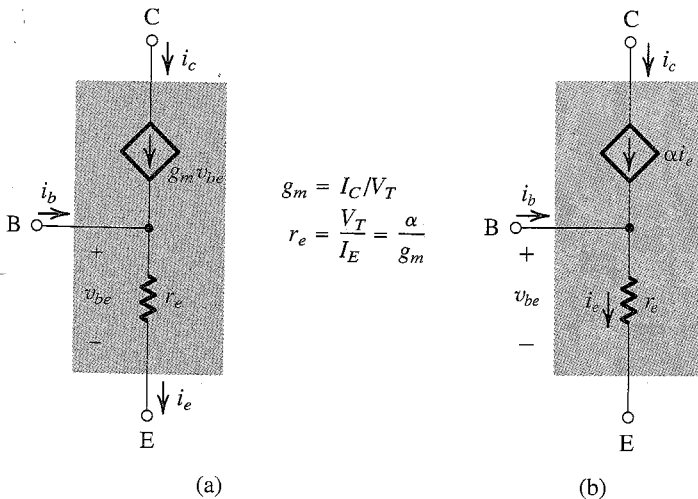 C
i_c
g_m v_be
i_b
B
+
v_be
r_e
−
i_e
E
(a)
g_m = I_C/V_T
r_e = V_T/I_E = α/g_m
C
i_c
αi_e
i_b
B
+
v_be
i_e
r_e
−
E
(b)